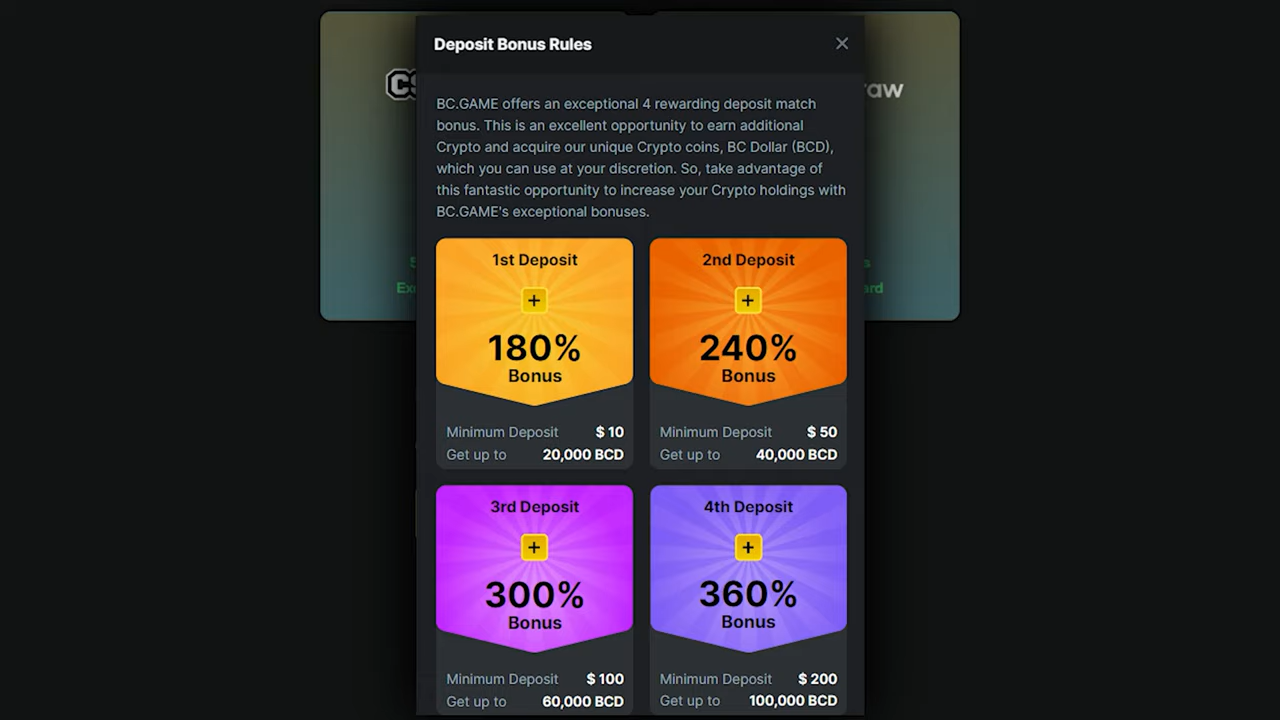 Deposit Bonus Rules
BC.GAME offers an exceptional 4 rewarding deposit match
bonus. This is an excellent opportunity to earn additional
Crypto and acquire our unique Crypto coins, BC Dollar (BCD),
which you can use at your discretion. So, take advantage of
this fantastic opportunity to increase your Crypto holdings with
BC.GAME's exceptional bonuses.
1st Deposit
+
180%
Bonus
Minimum Deposit $ 10
Get up to 20,000 BCD
2nd Deposit
+
240%
Bonus
Minimum Deposit $ 50
Get up to 40,000 BCD
3rd Deposit
+
300%
Bonus
Minimum Deposit $ 100
Get up to 60,000 BCD
4th Deposit
+
360%
Bonus
Minimum Deposit $ 200
Get up to 100,000 BCD